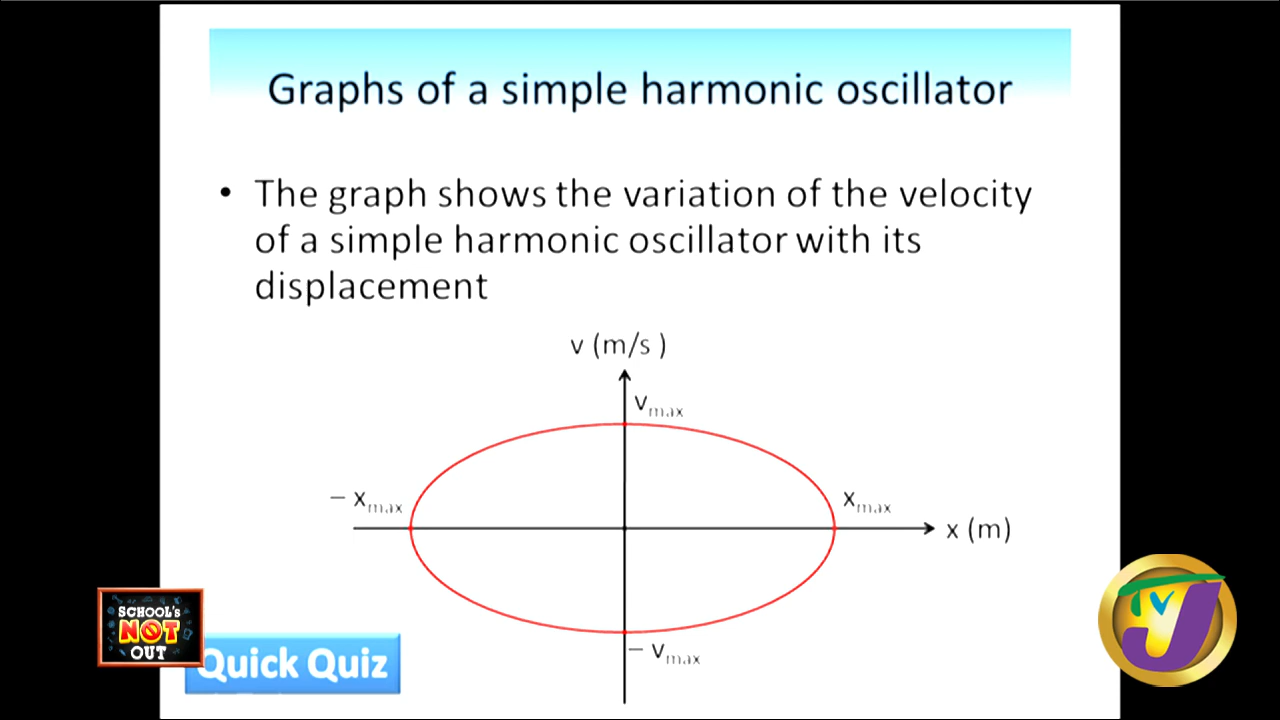 Graphs of a simple harmonic oscillator
• The graph shows the variation of the velocity
of a simple harmonic oscillator with its
displacement
v (m/s )
vmax
– xmax
xmax
x (m)
– vmax
SCHOOL'S
NOT
OUT
Quick Quiz
TVJ